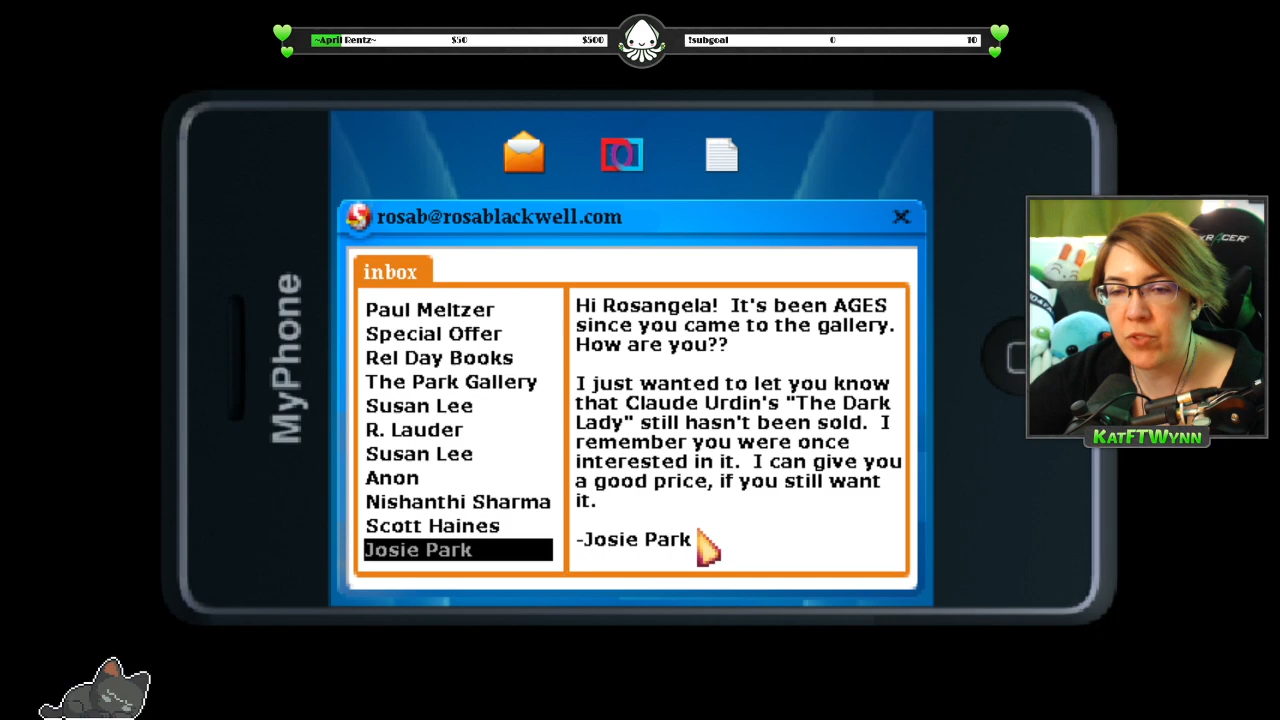 ~April Rentz~ $50 $500
!subgoal 0 10
MyPhone
rosab@rosablackwell.com
inbox
Paul Meltzer
Special Offer
Rel Day Books
The Park Gallery
Susan Lee
R. Lauder
Susan Lee
Anon
Nishanthi Sharma
Scott Haines
Josie Park
Hi Rosangela! It's been AGES
since you came to the gallery.
How are you??
I just wanted to let you know
that Claude Urdin's "The Dark
Lady" still hasn't been sold. I
remember you were once
interested in it. I can give you
a good price, if you still want
it.
-Josie Park
KatFTWynn